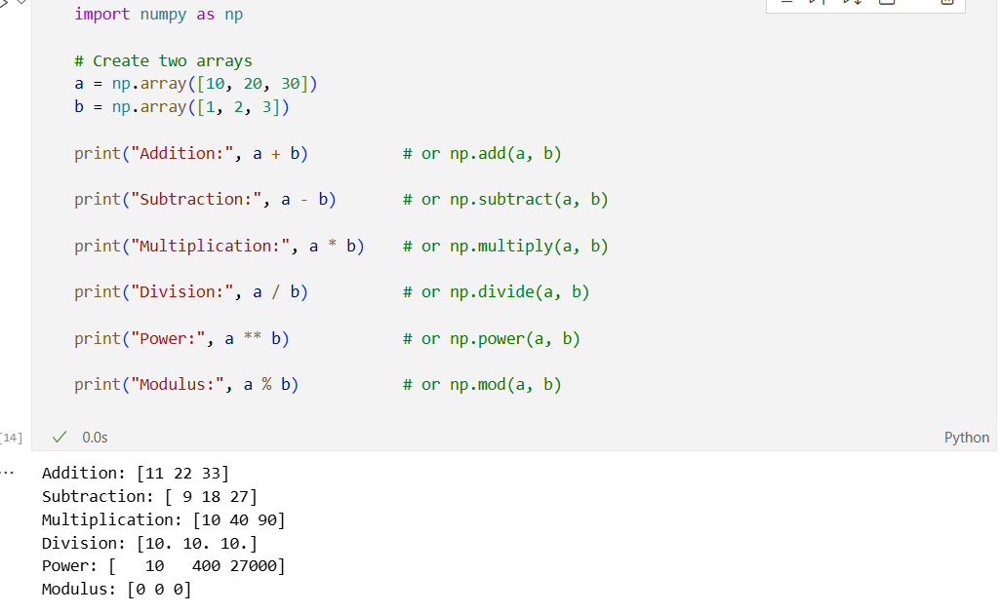 import numpy as np
# Create two arrays
a = np.array([10, 20, 30])
b = np.array([1, 2, 3])
print("Addition:", a + b)          # or np.add(a, b)
print("Subtraction:", a - b)       # or np.subtract(a, b)
print("Multiplication:", a * b)    # or np.multiply(a, b)
print("Division:", a / b)          # or np.divide(a, b)
print("Power:", a ** b)            # or np.power(a, b)
print("Modulus:", a % b)           # or np.mod(a, b)
[14] ✓ 0.0s Python
... Addition: [11 22 33]
Subtraction: [ 9 18 27]
Multiplication: [10 40 90]
Division: [10. 10. 10.]
Power: [   10   400 27000]
Modulus: [0 0 0]